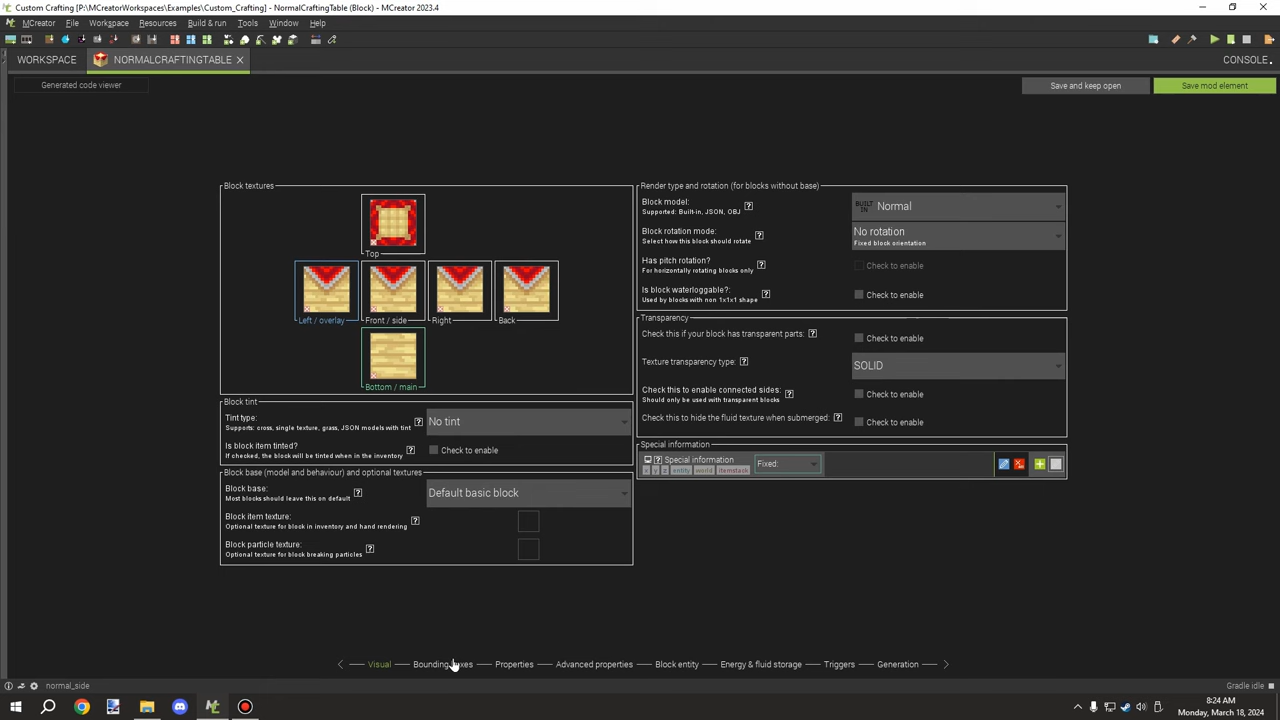 Custom Crafting [P:\MCreatorWorkspaces\Examples\Custom_Crafting] - NormalCraftingTable (Block) - MCreator 2023.4
MCreator File Workspace Resources Build & run Tools Window Help
WORKSPACE NORMALCRAFTINGTABLE CONSOLE
Generated code viewer Save and keep open Save mod element
Block textures
Top
Left / overlay Front / side Right Back
Bottom / main
Block tint
Tint type: No tint
Supports: cross, single texture, grass, JSON models with tint
Is block item tinted? Check to enable
If checked, the block will be tinted when in the inventory
Block base (model and behaviour) and optional textures
Block base: Default basic block
Most blocks should leave this on default
Block item texture:
Optional texture for block in inventory and hand rendering
Block particle texture:
Optional texture for block breaking particles
Render type and rotation (for blocks without base)
Block model: BUILT IN Normal
Supported: Built-in, JSON, OBJ
Block rotation mode: No rotation
Select how this block should rotate Fixed block orientation
Has pitch rotation? Check to enable
For horizontally rotating blocks only
Is block waterloggable? Check to enable
Used by blocks with non 1x1x1 shape
Transparency
Check this if your block has transparent parts: Check to enable
Texture transparency type: SOLID
Check this to enable connected sides: Check to enable
Should only be used with transparent blocks
Check this to hide the fluid texture when submerged: Check to enable
Special information
Special information Fixed:
x y z entity world itemstack
Visual Bounding boxes Properties Advanced properties Block entity Energy & fluid storage Triggers Generation
normal_side Gradle idle
8:24 AM
Monday, March 18, 2024